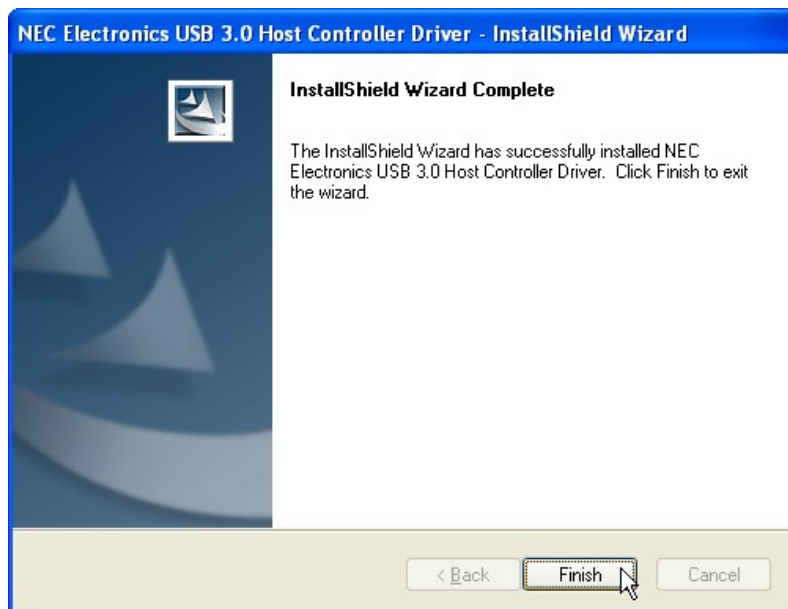 NEC Electronics USB 3.0 Host Controller Driver - InstallShield Wizard
InstallShield Wizard Complete
The InstallShield Wizard has successfully installed NEC
Electronics USB 3.0 Host Controller Driver.  Click Finish to exit
the wizard.
< Back
Finish
Cancel